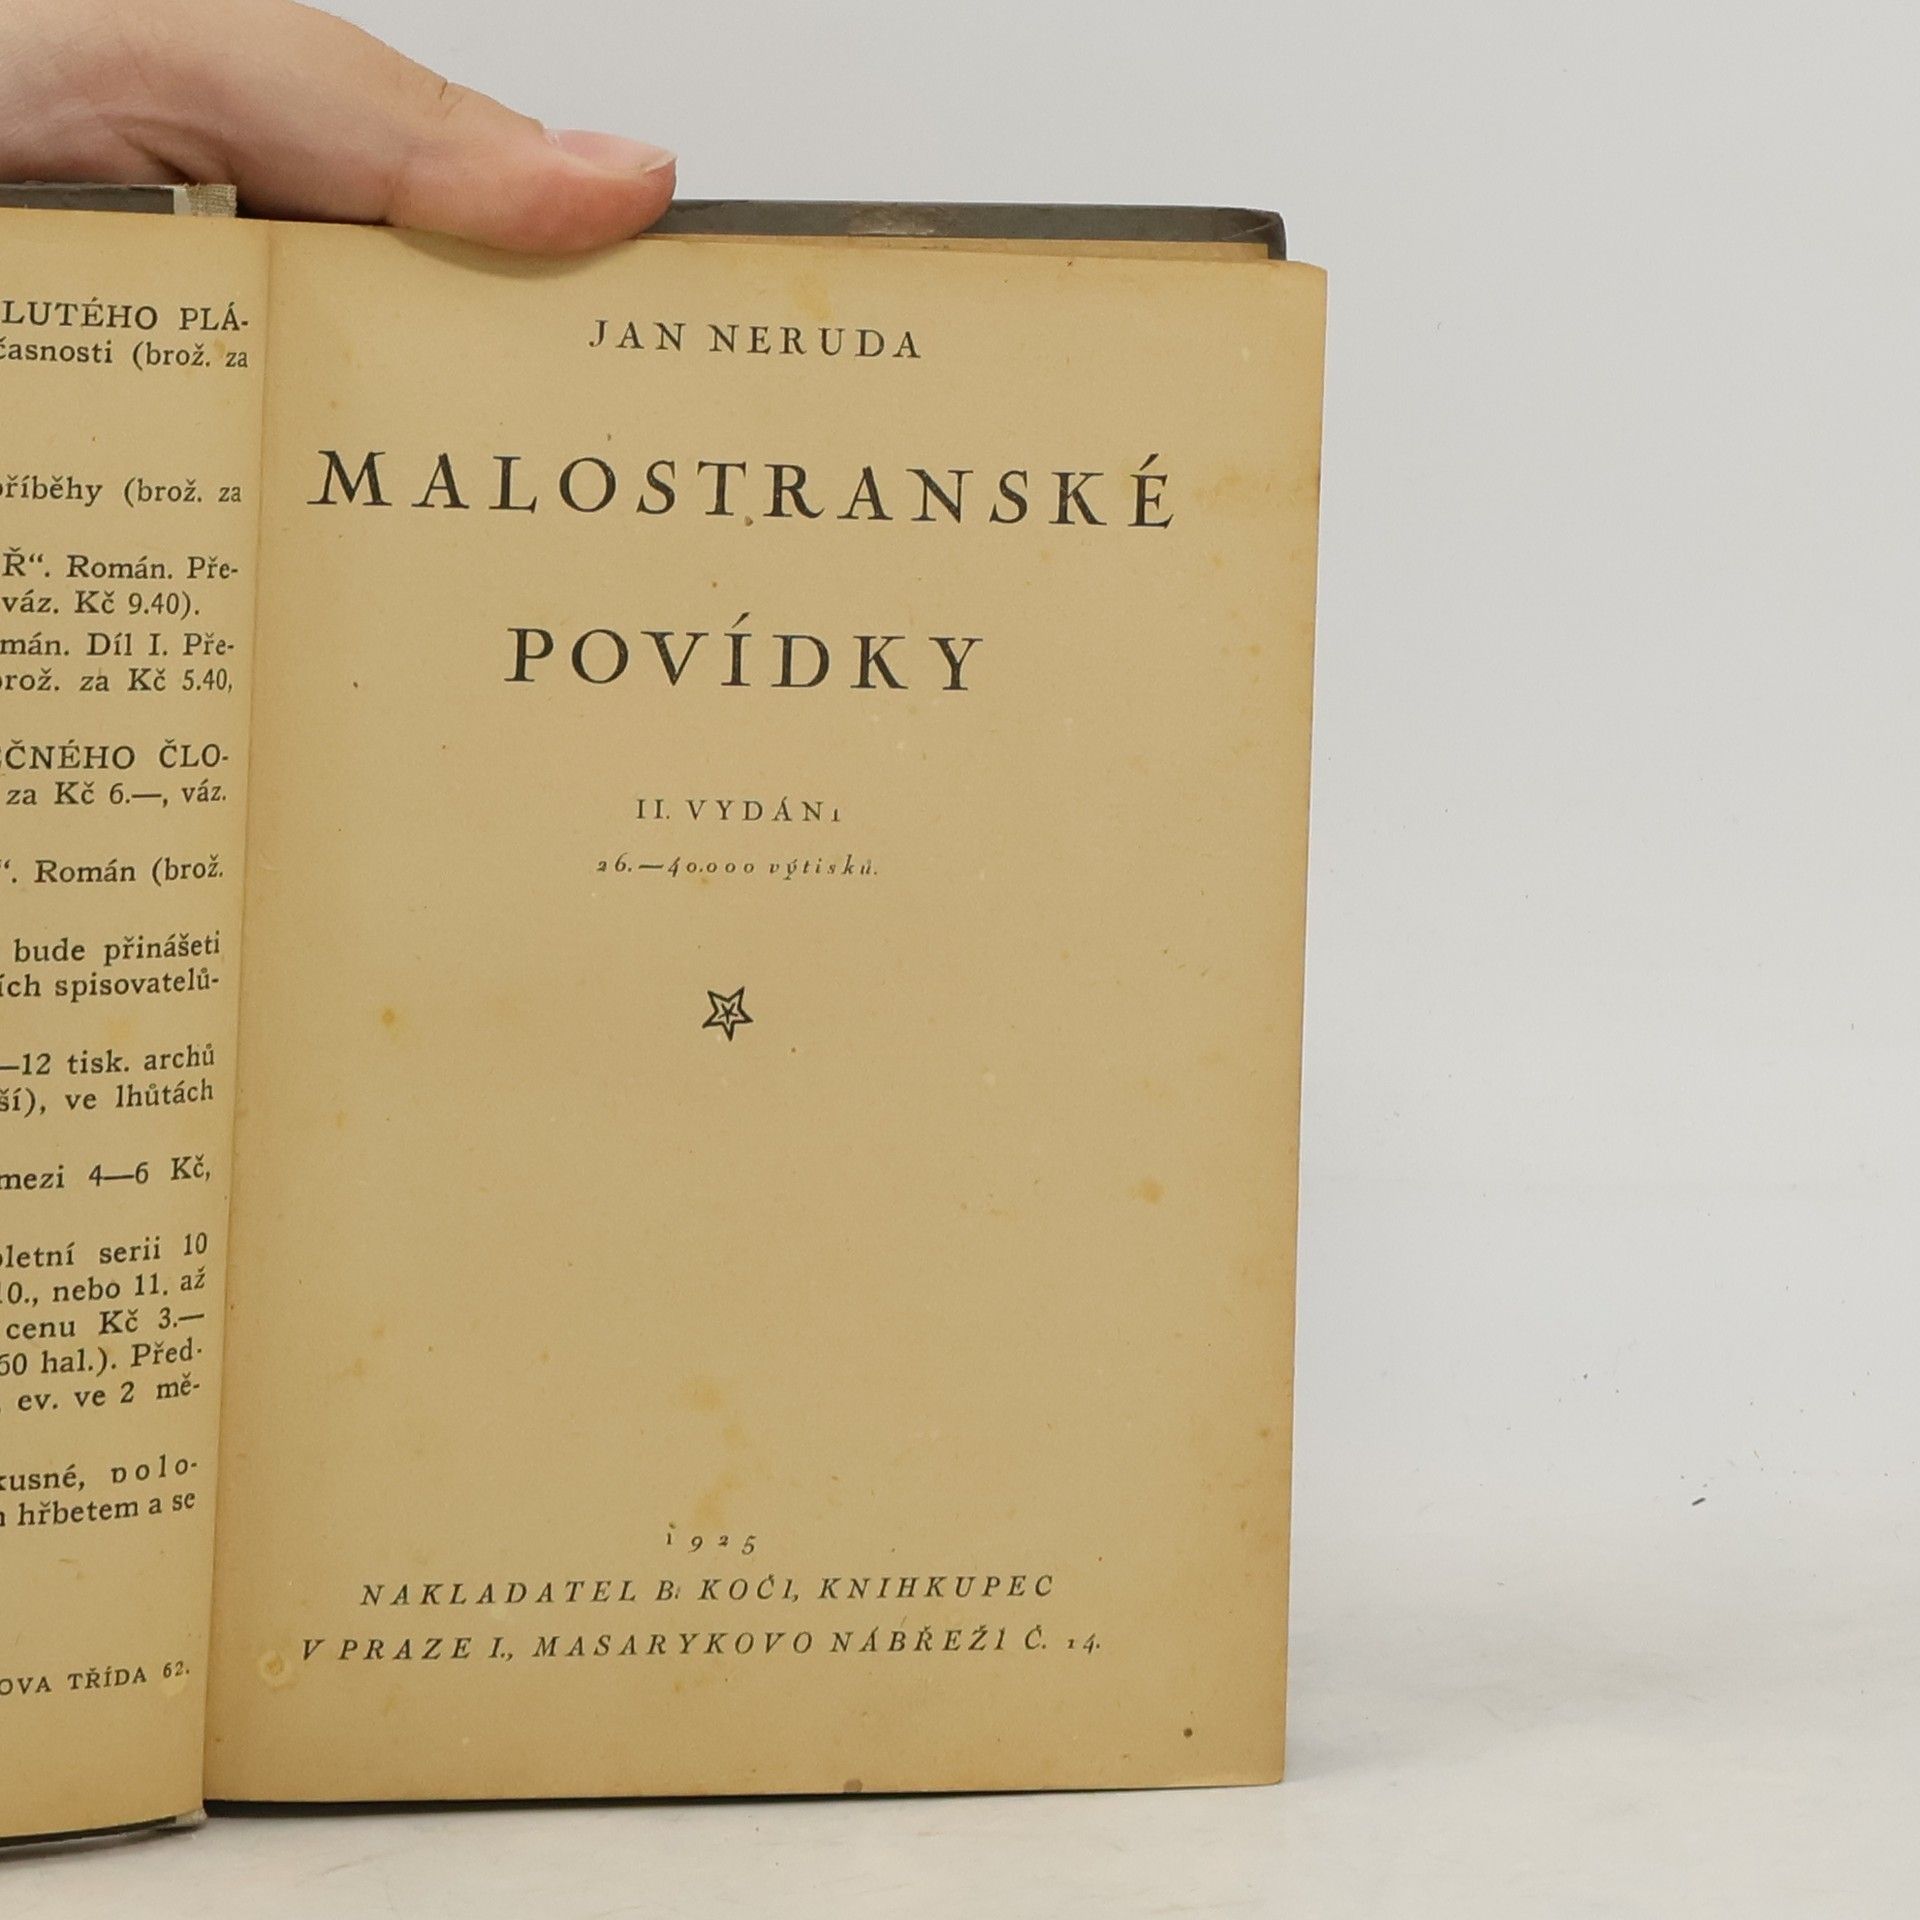 LUTÉHO PLÁ-
časnosti (brož. za
příběhy (brož. za
Ř“. Román. Pře-
váz. Kč 9.40).
mán. Díl I. Pře-
brož. za Kč 5.40,
EČNÉHO ČLO-
za Kč 6.—, váz.
“. Román (brož.
bude přinášeti
ích spisovatelů-
—12 tisk. archů
ší), ve lhůtách
mezi 4—6 Kč,
pletní serii 10
10., nebo 11. až
cenu Kč 3.—
60 hal.). Před-
ev. ve 2 mě-
kusné, polo-
hřbetem a se
OVA TŘÍDA 62.
JAN NERUDA
MALOSTRANSKÉ
POVÍDKY
II. VYDÁNÍ
26.—40.000 výtisků.
1925
NAKLADATEL B. KOČÍ, KNIHKUPEC
V PRAZE I., MASARYKOVO NÁBŘEŽÍ Č. 14.